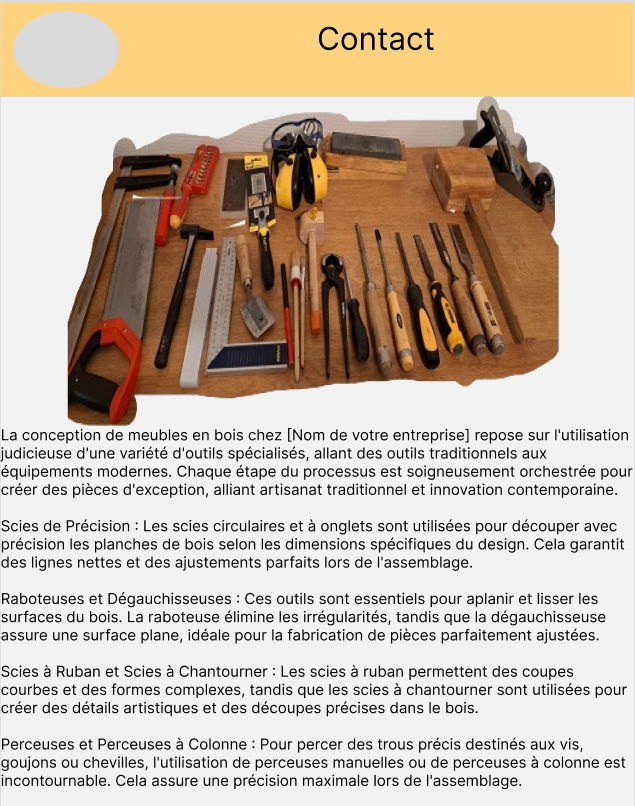 Contact
La conception de meubles en bois chez [Nom de votre entreprise] repose sur l'utilisation
judicieuse d'une variété d'outils spécialisés, allant des outils traditionnels aux
équipements modernes. Chaque étape du processus est soigneusement orchestrée pour
créer des pièces d'exception, alliant artisanat traditionnel et innovation contemporaine.
Scies de Précision : Les scies circulaires et à onglets sont utilisées pour découper avec
précision les planches de bois selon les dimensions spécifiques du design. Cela garantit
des lignes nettes et des ajustements parfaits lors de l'assemblage.
Raboteuses et Dégauchisseuses : Ces outils sont essentiels pour aplanir et lisser les
surfaces du bois. La raboteuse élimine les irrégularités, tandis que la dégauchisseuse
assure une surface plane, idéale pour la fabrication de pièces parfaitement ajustées.
Scies à Ruban et Scies à Chantourner : Les scies à ruban permettent des coupes
courbes et des formes complexes, tandis que les scies à chantourner sont utilisées pour
créer des détails artistiques et des découpes précises dans le bois.
Perceuses et Perceuses à Colonne : Pour percer des trous précis destinés aux vis,
goujons ou chevilles, l'utilisation de perceuses manuelles ou de perceuses à colonne est
incontournable. Cela assure une précision maximale lors de l'assemblage.